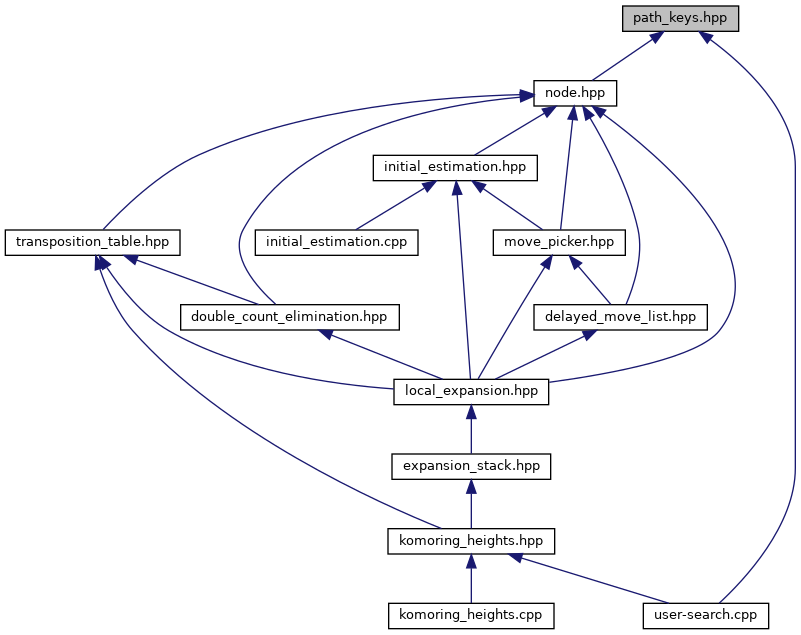 path_keys.hpp
node.hpp
initial_estimation.hpp
transposition_table.hpp
initial_estimation.cpp
move_picker.hpp
double_count_elimination.hpp
delayed_move_list.hpp
local_expansion.hpp
expansion_stack.hpp
komoring_heights.hpp
komoring_heights.cpp
user-search.cpp